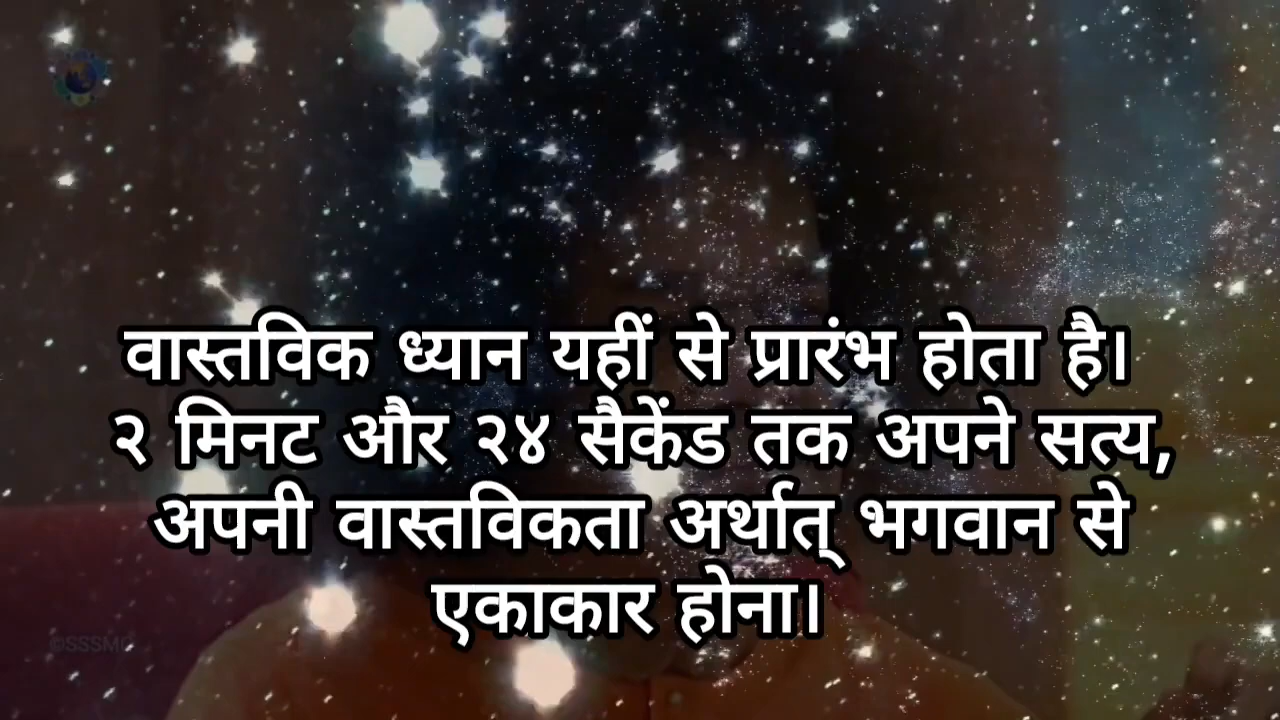 वास्तविक ध्यान यहीं से प्रारंभ होता है।
२ मिनट और २४ सैकेंड तक अपने सत्य,
अपनी वास्तविकता अर्थात् भगवान से
एकाकार होना।